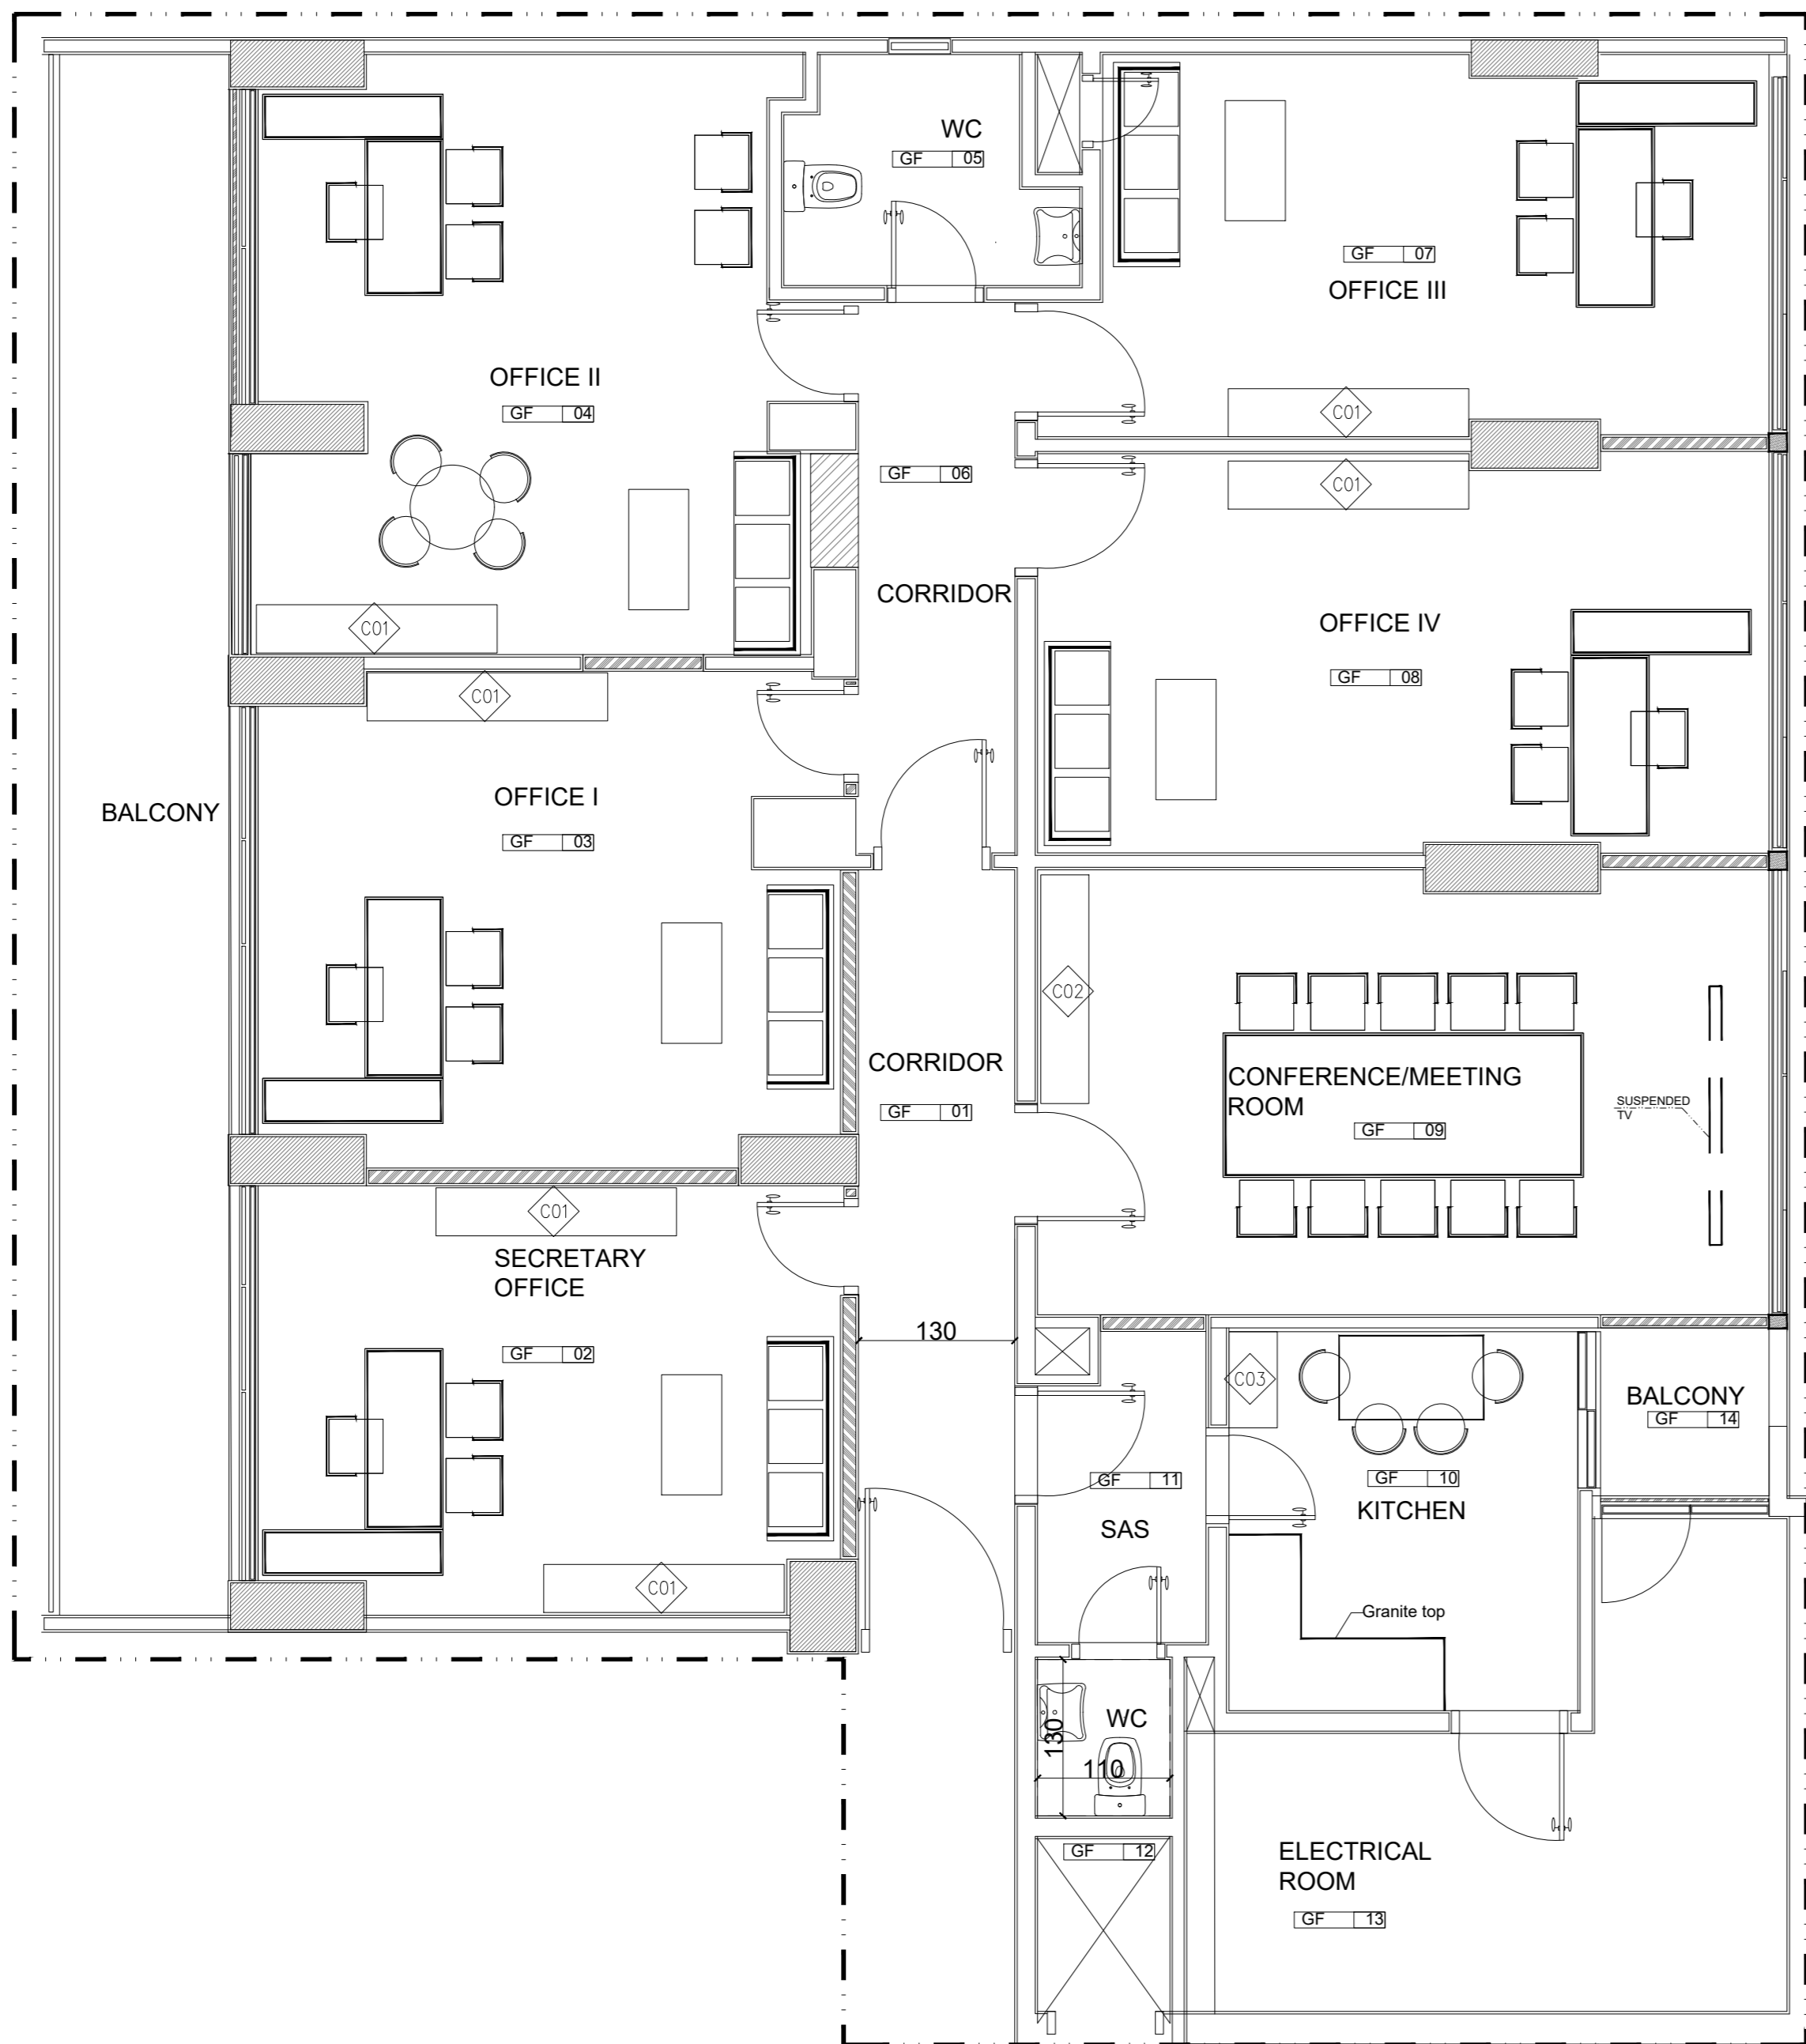 WC
GF 05
GF 07
OFFICE III
OFFICE II
GF 04
C01
GF 06
C01
CORRIDOR
OFFICE IV
C01
GF 08
C01
OFFICE I
BALCONY
GF 03
C02
CORRIDOR
CONFERENCE/MEETING
ROOM
GF 01
GF 09
SUSPENDED
TV
C01
SECRETARY
OFFICE
130
GF 02
C03
BALCONY
GF 14
GF 11
GF 10
KITCHEN
SAS
C01
Granite top
WC
130
110
GF 12
ELECTRICAL
ROOM
GF 13